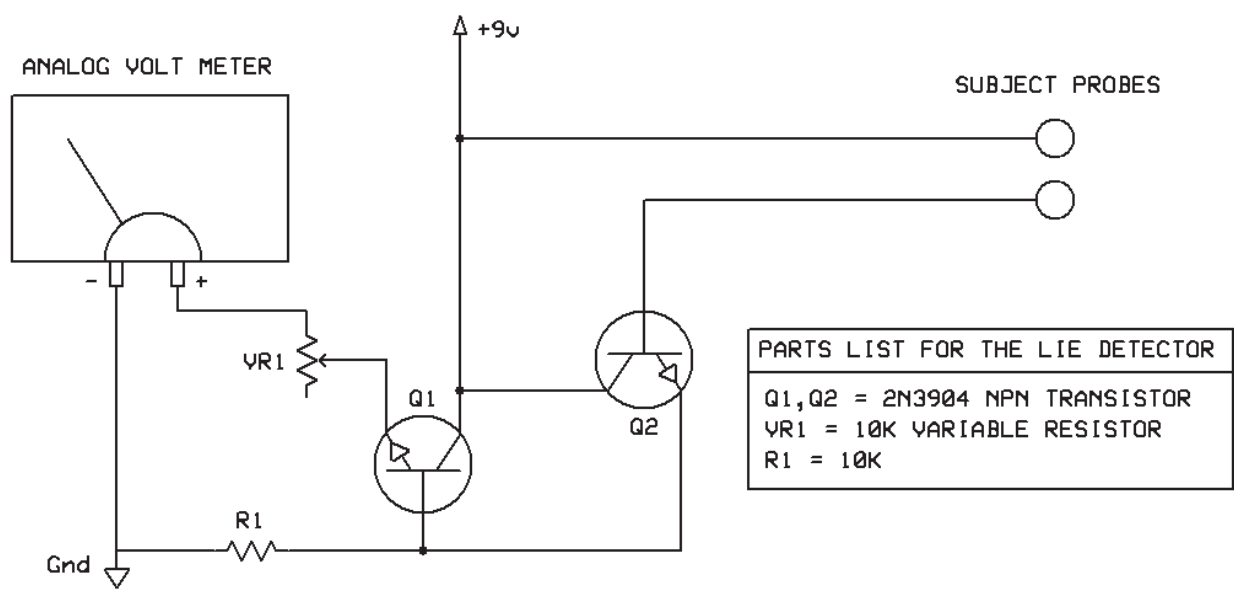 +9v
ANALOG VOLT METER
SUBJECT PROBES
- +
VR1
Q1
Q2
PARTS LIST FOR THE LIE DETECTOR
Q1,Q2 = 2N3904 NPN TRANSISTOR
VR1 = 10K VARIABLE RESISTOR
R1 = 10K
R1
Gnd